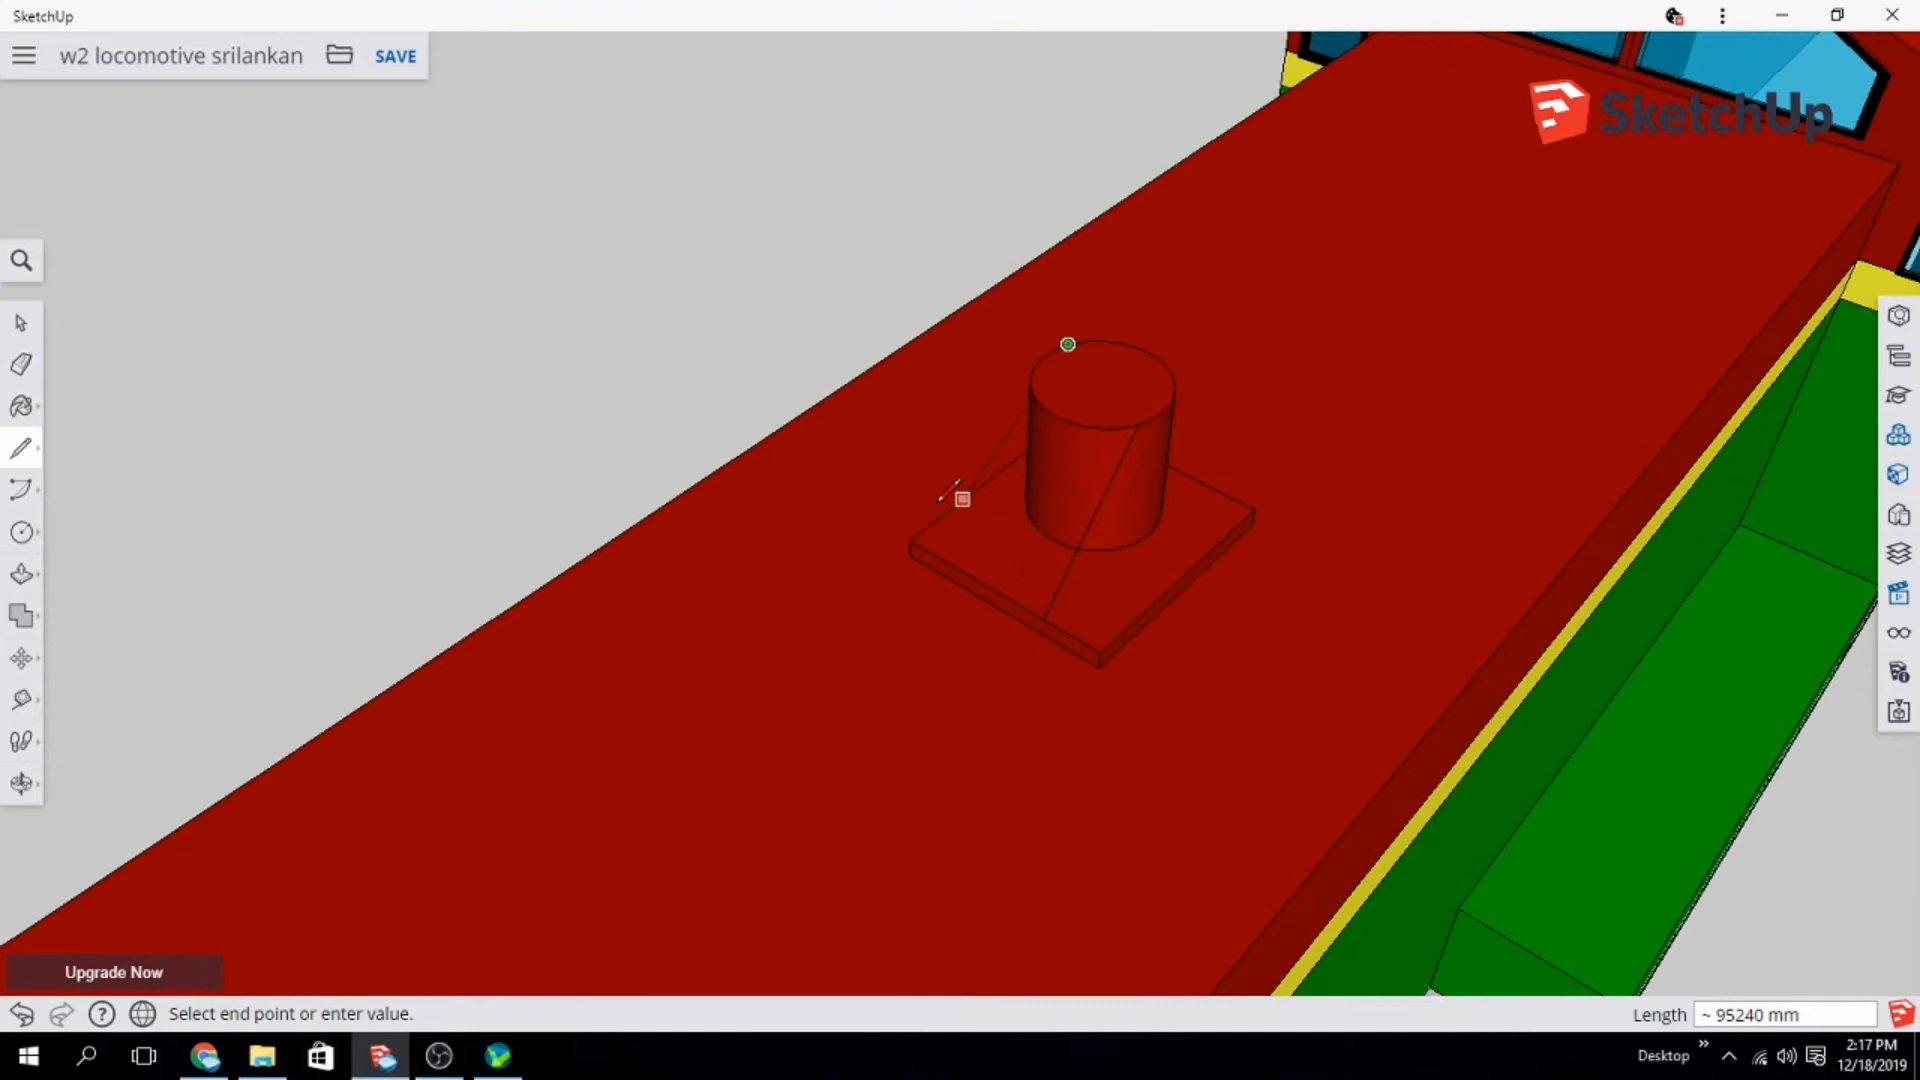 SketchUp
w2 locomotive srilankan
SAVE
SketchUp
Upgrade Now
Select end point or enter value.
Length ~ 95240 mm
Desktop
2:17 PM
12/18/2019